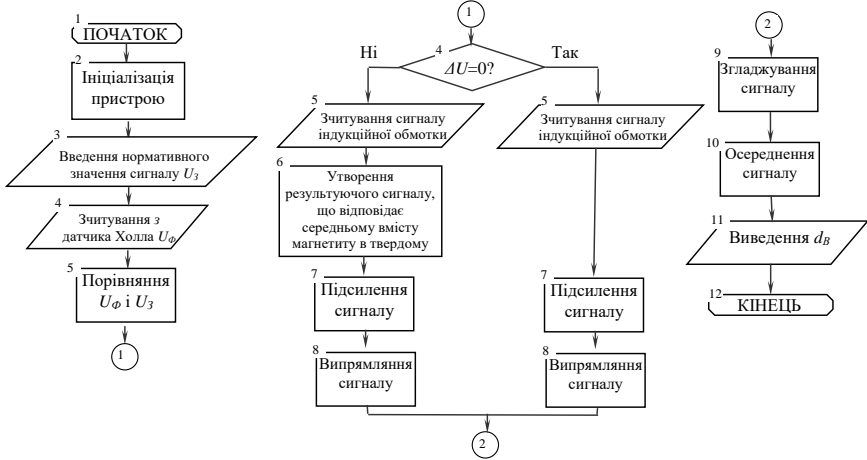 1
ПОЧАТОК
2
Ініціалізація
пристрою
3
Введення нормативного
значення сигналу UЗ
4
Зчитування з
датчика Холла UФ
5
Порівняння
UФ і UЗ
1
1
4
Ні
ΔU=0?
Так
5
Зчитування сигналу
індукційної обмотки
6
Утворення
результуючого сигналу,
що відповідає
середньому вмісту
магнетиту в твердому
7
Підсилення
сигналу
8
Випрямляння
сигналу
5
Зчитування сигналу
індукційної обмотки
7
Підсилення
сигналу
8
Випрямляння
сигналу
2
2
9
Згладжування
сигналу
10
Осереднення
сигналу
11
Виведення dВ
12
КІНЕЦЬ